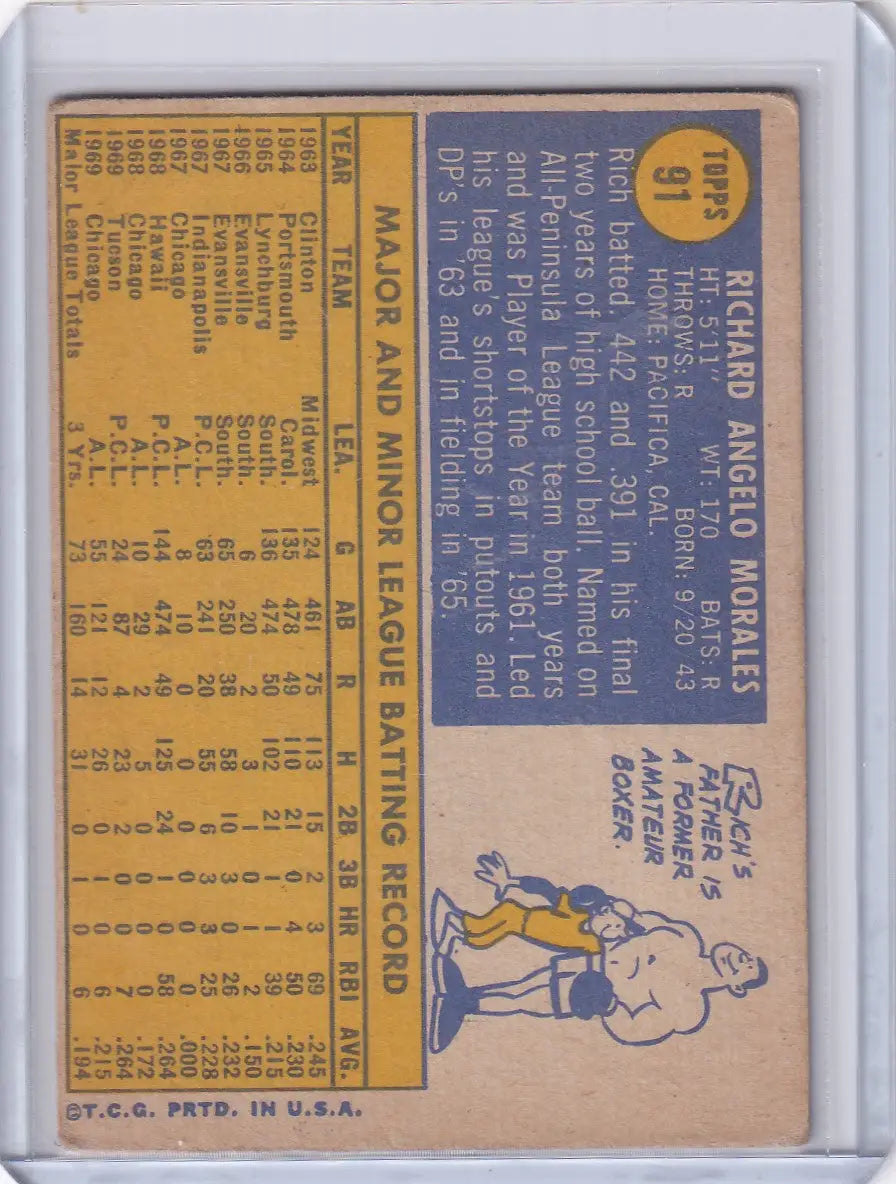 TOPPS
91
RICHARD ANGELO MORALES
HT: 5'11" WT: 170 BATS: R
THROWS: R BORN: 9/20/43
HOME: PACIFICA, CAL.
Rich batted. 442 and .391 in his final
two years of high school ball. Named on
All-Peninsula League team both years
and was Player of the Year in 1961. Led
his league's shortstops in putouts and
DP's in '63 and in fielding in '65.
RICH'S
FATHER IS
A FORMER
AMATEUR
BOXER.
MAJOR AND MINOR LEAGUE BATTING RECORD
YEAR TEAM LEA. G AB R H 2B 3B HR RBI AVG.
1963 Clinton Midwest 124 461 75 113 15 2 3 69 .245
1964 Portsmouth Carol. 135 478 49 110 21 0 4 50 .230
1965 Lynchburg South. 136 474 50 102 21 1 1 39 .215
1966 Evansville South. 6 20 2 3 1 0 1 2 .150
1967 Evansville South. 65 250 38 58 10 3 0 26 .232
1967 Indianapolis P.C.L. 63 241 20 55 6 3 3 25 .228
1967 Chicago A.L. 8 10 0 0 0 0 0 0 .000
1968 Hawaii P.C.L. 144 474 49 125 24 1 0 58 .264
1968 Chicago A.L. 10 29 2 5 0 0 0 0 .172
1969 Tucson P.C.L. 24 87 4 23 2 0 0 7 .264
1969 Chicago A.L. 55 121 12 26 0 1 0 6 .215
Major League Totals 3 Yrs. 73 160 14 31 0 1 0 6 .194
©T.C.G. PRTD. IN U.S.A.